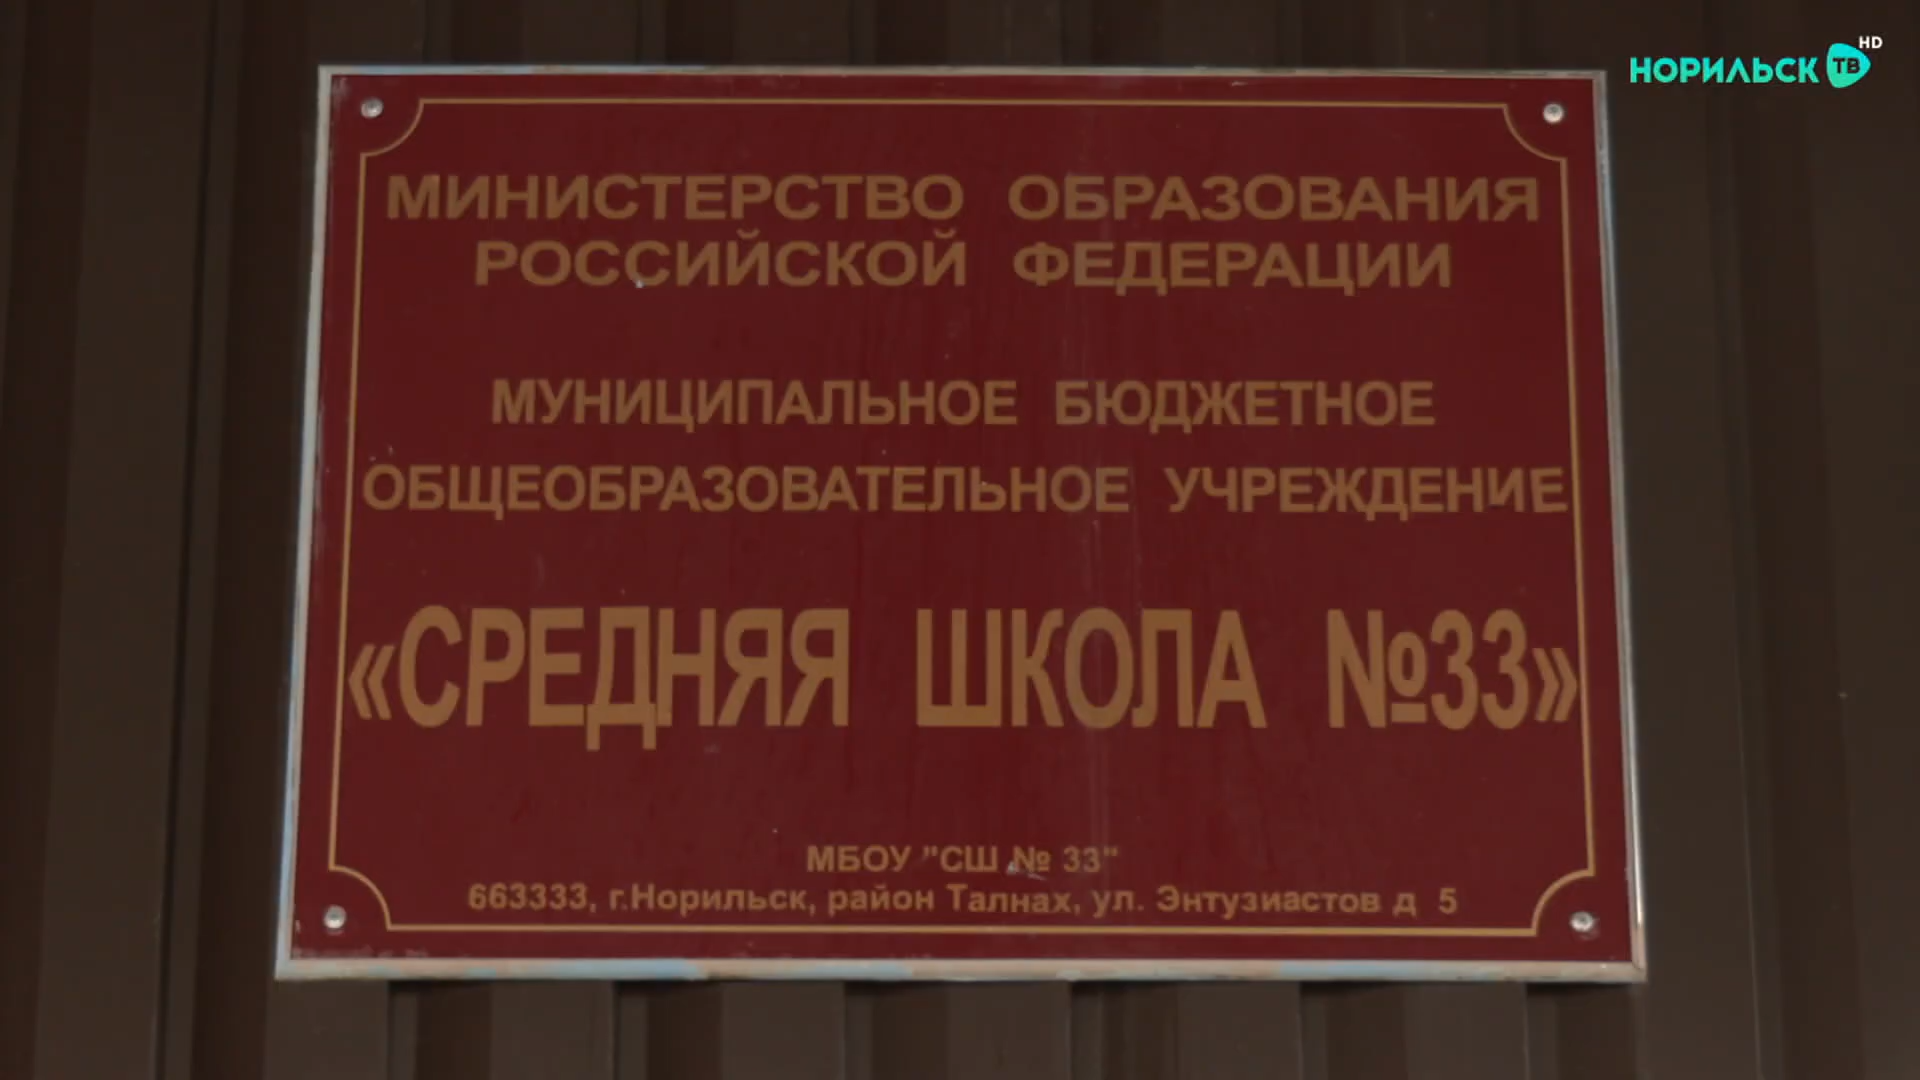 НОРИЛЬСК ТВ HD
МИНИСТЕРСТВО ОБРАЗОВАНИЯ
РОССИЙСКОЙ ФЕДЕРАЦИИ
МУНИЦИПАЛЬНОЕ БЮДЖЕТНОЕ
ОБЩЕОБРАЗОВАТЕЛЬНОЕ УЧРЕЖДЕНИЕ
«СРЕДНЯЯ ШКОЛА №33»
МБОУ "СШ № 33"
663333, г.Норильск, район Талнах, ул. Энтузиастов д 5